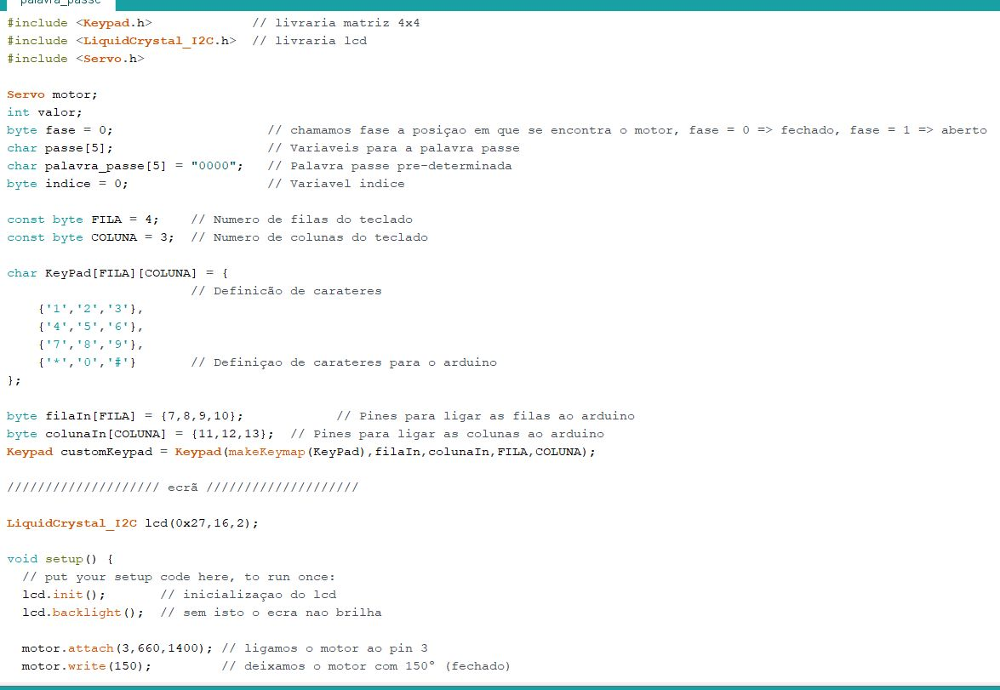 palavra_passe
#include <Keypad.h>             // livraria matriz 4x4
#include <LiquidCrystal_I2C.h>  // livraria lcd
#include <Servo.h>
Servo motor;
int valor;
byte fase = 0;                    // chamamos fase a posiçao em que se encontra o motor, fase = 0 => fechado, fase = 1 => aberto
char passe[5];                    // Variaveis para a palavra passe
char palavra_passe[5] = "0000";   // Palavra passe pre-determinada
byte indice = 0;                  // Variavel indice
const byte FILA = 4;    // Numero de filas do teclado
const byte COLUNA = 3;  // Numero de colunas do teclado
char KeyPad[FILA][COLUNA] = {
                        // Definicão de carateres
    {'1','2','3'},
    {'4','5','6'},
    {'7','8','9'},
    {'*','0','#'}       // Definiçao de carateres para o arduino
};
byte filaIn[FILA] = {7,8,9,10};            // Pines para ligar as filas ao arduino
byte colunaIn[COLUNA] = {11,12,13};  // Pines para ligar as colunas ao arduino
Keypad customKeypad = Keypad(makeKeymap(KeyPad),filaIn,colunaIn,FILA,COLUNA);
//////////////////// ecrã ////////////////////
LiquidCrystal_I2C lcd(0x27,16,2);
void setup() {
  // put your setup code here, to run once:
  lcd.init();       // inicializaçao do lcd
  lcd.backlight();  // sem isto o ecra nao brilha
  motor.attach(3,660,1400); // ligamos o motor ao pin 3
  motor.write(150);         // deixamos o motor com 150° (fechado)